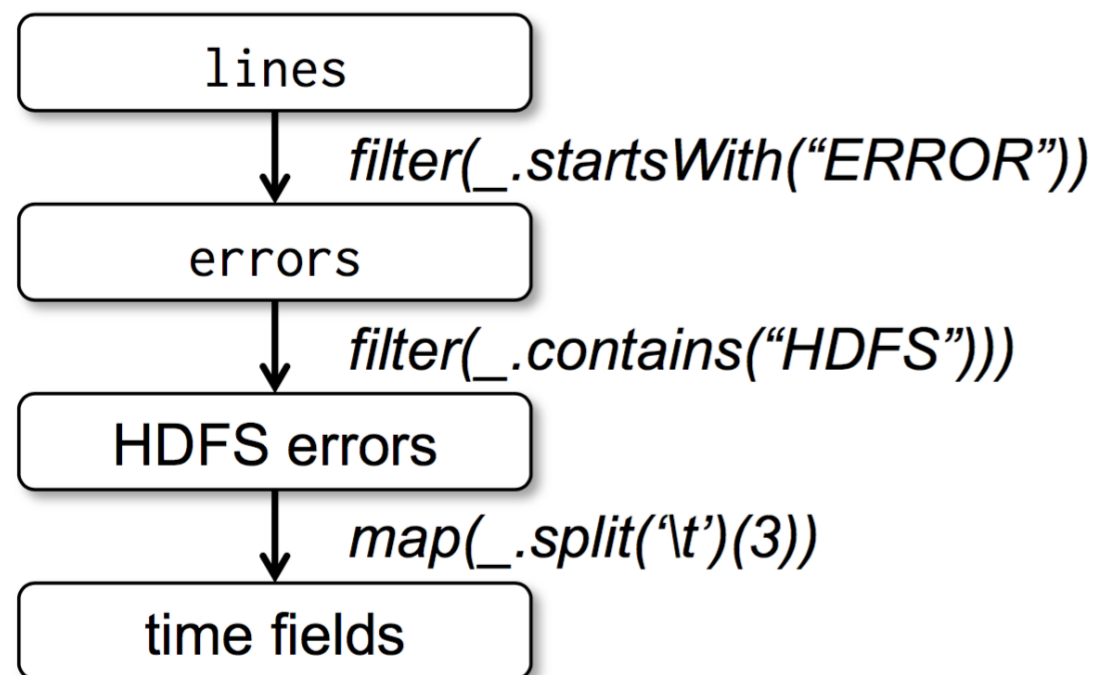 lines
filter(_.startsWith(“ERROR”))
errors
filter(_.contains(“HDFS”)))
HDFS errors
map(_.split(‘\t’)(3))
time fields